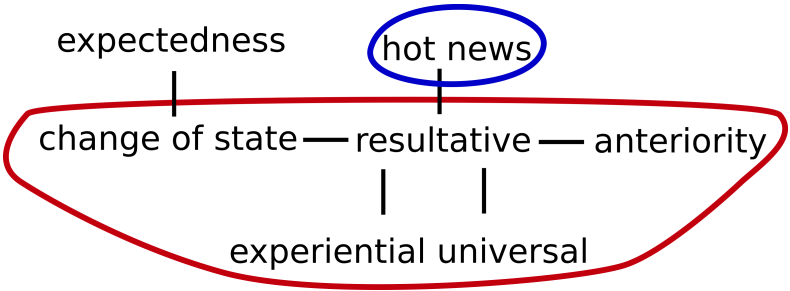 expectedness
hot news
change of state
resultative
anteriority
experiential universal